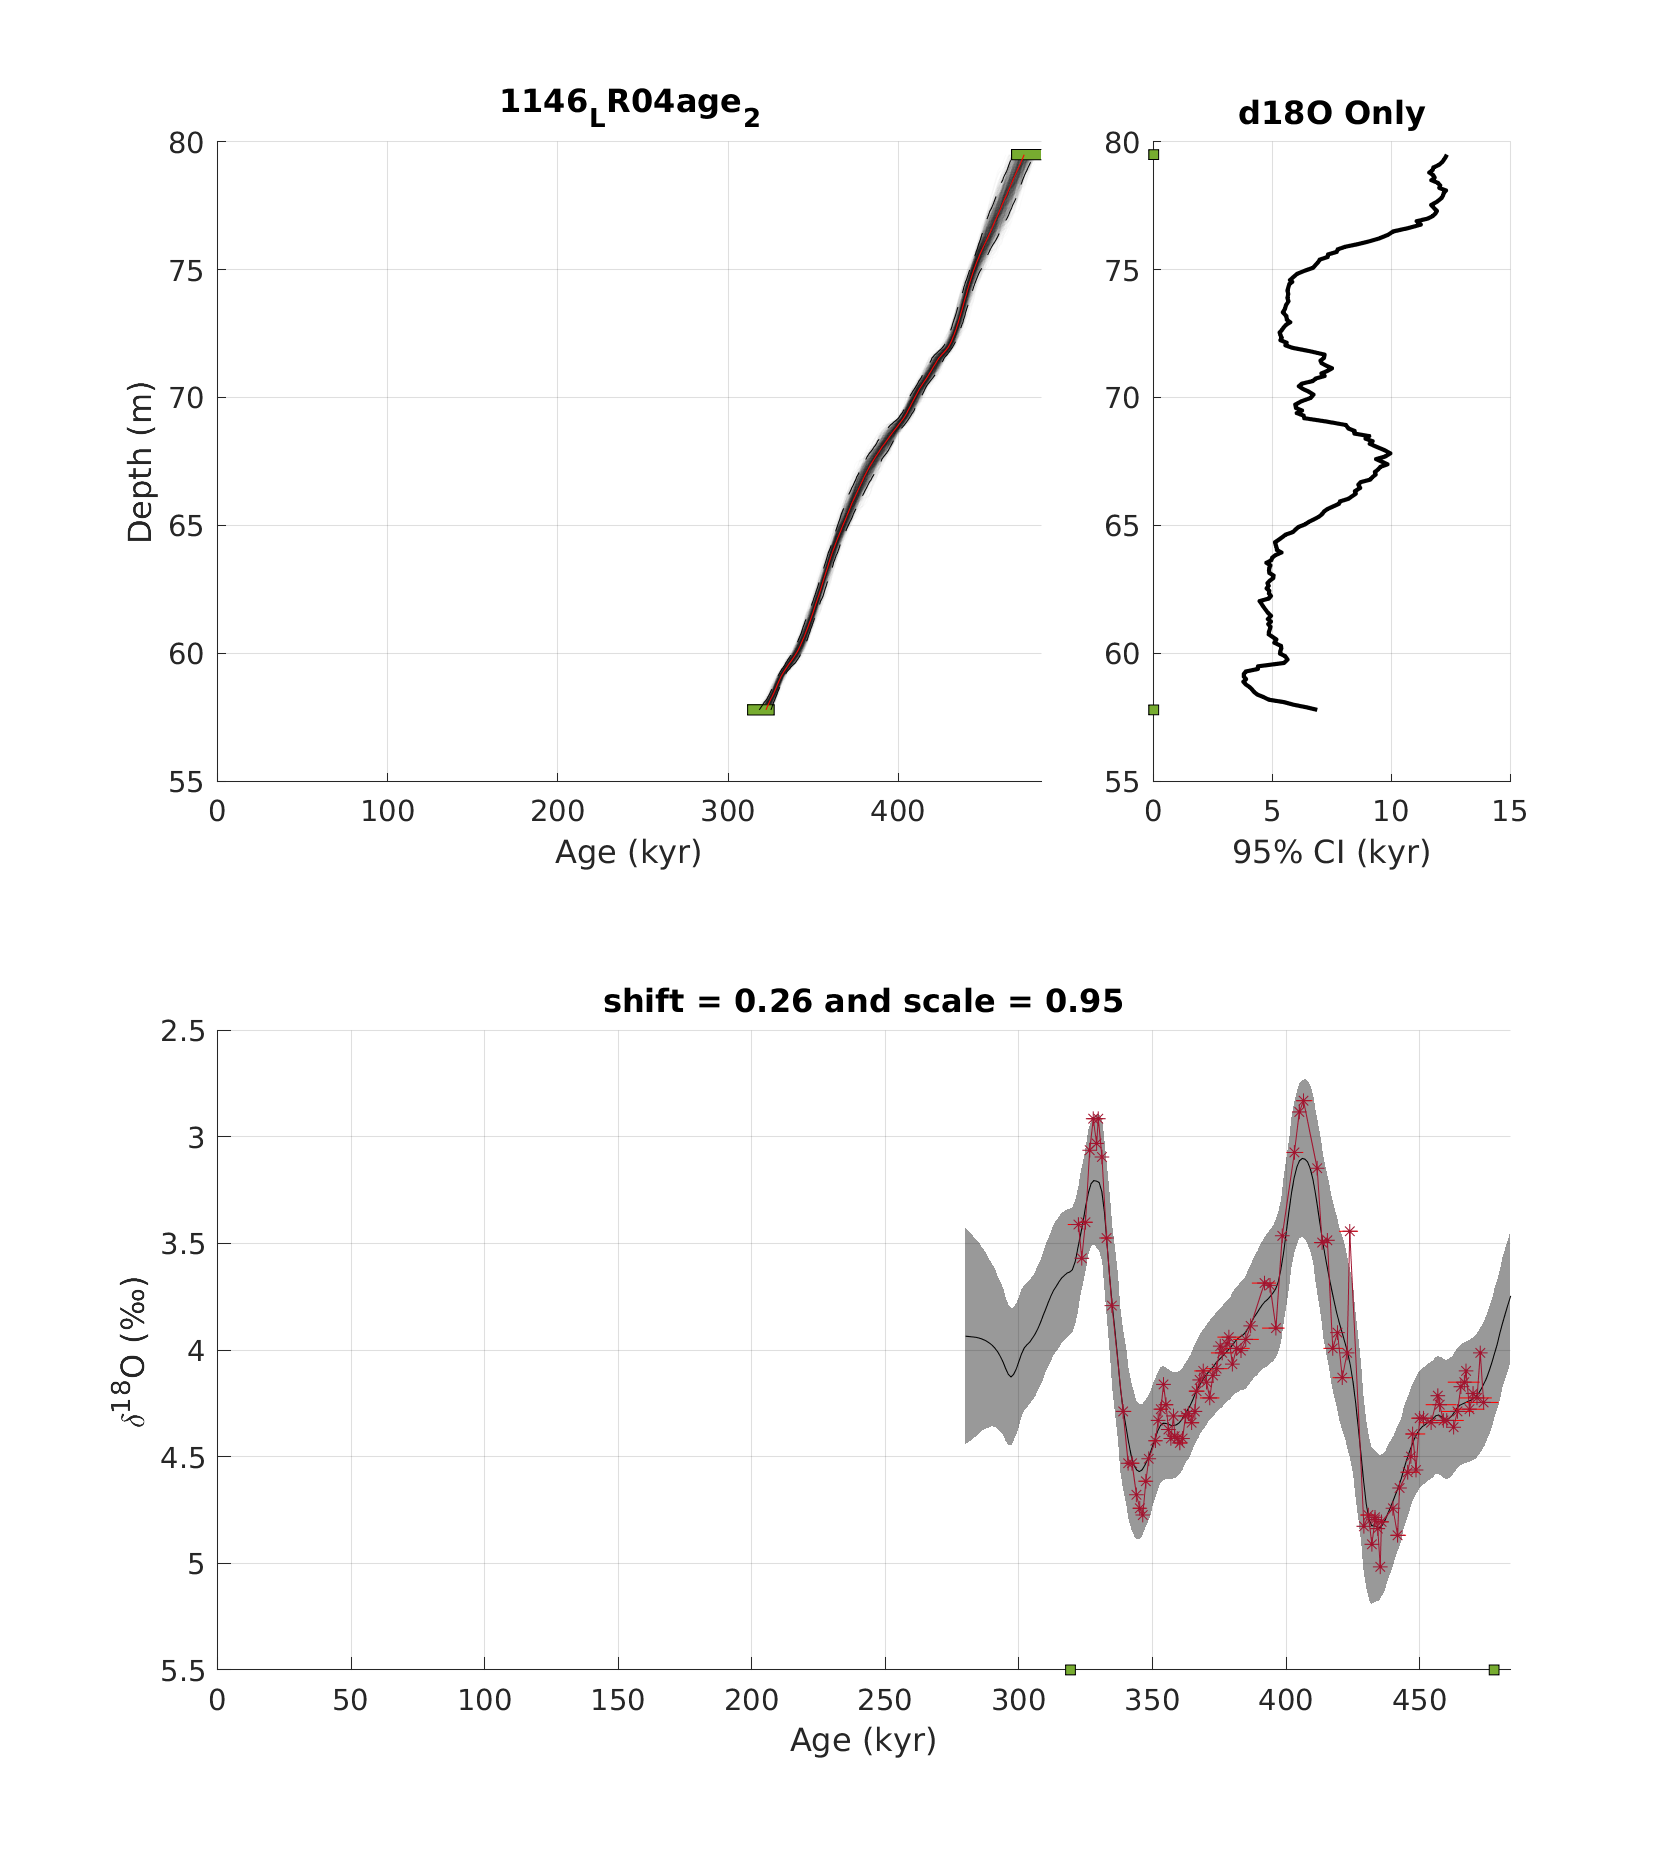 1146LR04age2
d18O Only
80
75
70
65
60
55
Depth (m)
0 100 200 300 400
Age (kyr)
80
75
70
65
60
55
0 5 10 15
95% CI (kyr)
shift = 0.26 and scale = 0.95
2.5
3
3.5
4
4.5
5
5.5
δ18O (‰)
0 50 100 150 200 250 300 350 400 450
Age (kyr)